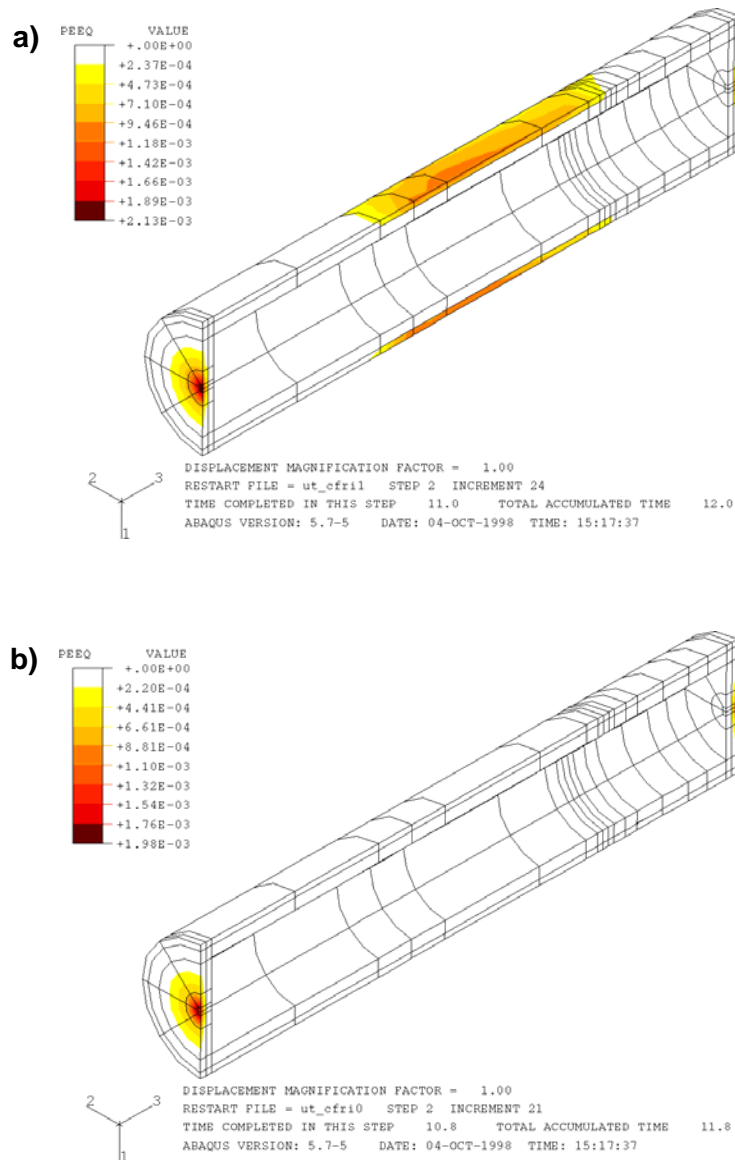 a)
PEEQ VALUE
+.00E+00
+2.37E-04
+4.73E-04
+7.10E-04
+9.46E-04
+1.18E-03
+1.42E-03
+1.66E-03
+1.89E-03
+2.13E-03
2 3
1
DISPLACEMENT MAGNIFICATION FACTOR = 1.00
RESTART FILE = ut_cfri1 STEP 2 INCREMENT 24
TIME COMPLETED IN THIS STEP 11.0 TOTAL ACCUMULATED TIME 12.0
ABAQUS VERSION: 5.7-5 DATE: 04-OCT-1998 TIME: 15:17:37
b)
PEEQ VALUE
+.00E+00
+2.20E-04
+4.41E-04
+6.61E-04
+8.81E-04
+1.10E-03
+1.32E-03
+1.54E-03
+1.76E-03
+1.98E-03
2 3
1
DISPLACEMENT MAGNIFICATION FACTOR = 1.00
RESTART FILE = ut_cfri0 STEP 2 INCREMENT 21
TIME COMPLETED IN THIS STEP 10.8 TOTAL ACCUMULATED TIME 11.8
ABAQUS VERSION: 5.7-5 DATE: 04-OCT-1998 TIME: 15:17:37